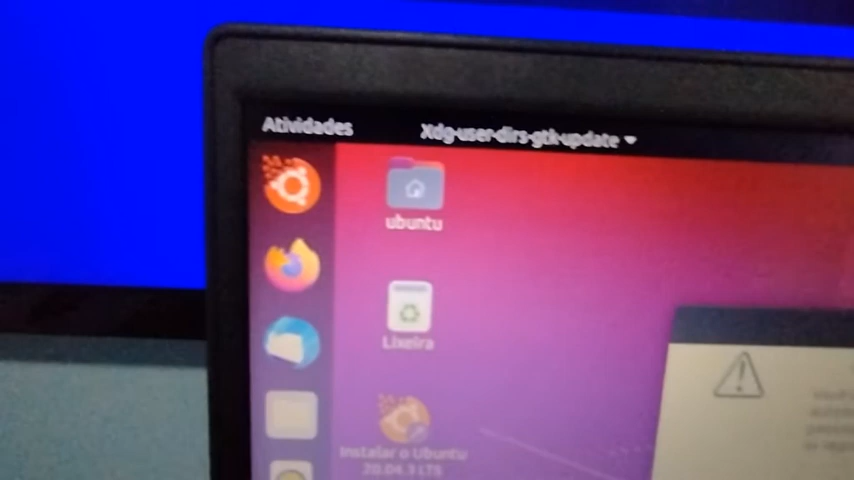 Atividades
Xdg-user-dirs-gtk-update
ubuntu
Lixeira
Instalar o Ubuntu
20.04.3 LTS